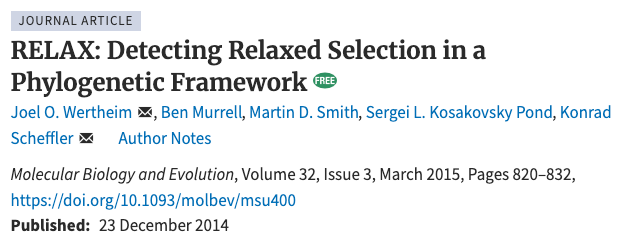 JOURNAL ARTICLE
RELAX: Detecting Relaxed Selection in a
Phylogenetic Framework FREE
Joel O. Wertheim, Ben Murrell, Martin D. Smith, Sergei L. Kosakovsky Pond, Konrad
Scheffler Author Notes
Molecular Biology and Evolution, Volume 32, Issue 3, March 2015, Pages 820–832,
https://doi.org/10.1093/molbev/msu400
Published: 23 December 2014